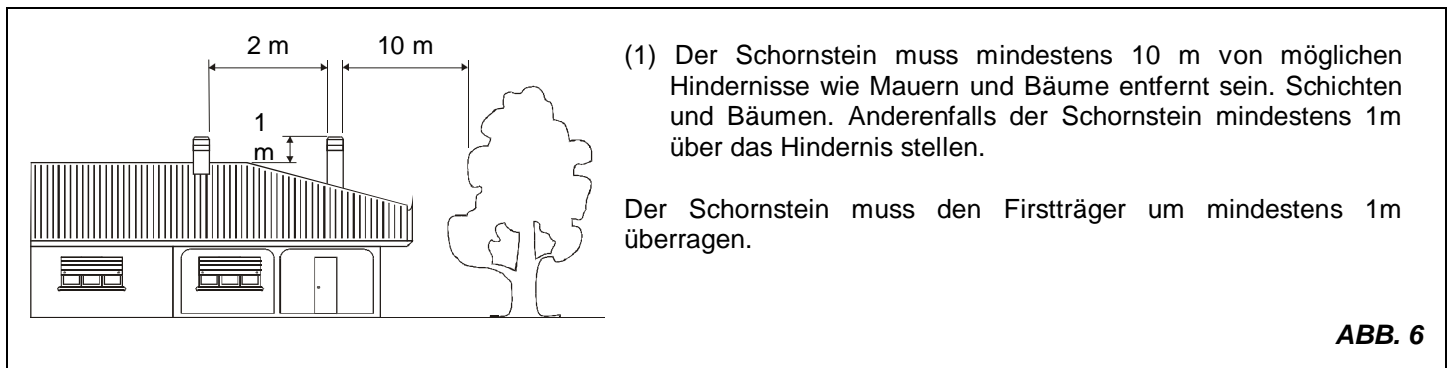 2 m
10 m
1
m
(1) Der Schornstein muss mindestens 10 m von möglichen
Hindernisse wie Mauern und Bäume entfernt sein. Schichten
und Bäumen. Anderenfalls der Schornstein mindestens 1m
über das Hindernis stellen.
Der Schornstein muss den Firstträger um mindestens 1m
überragen.
ABB. 6